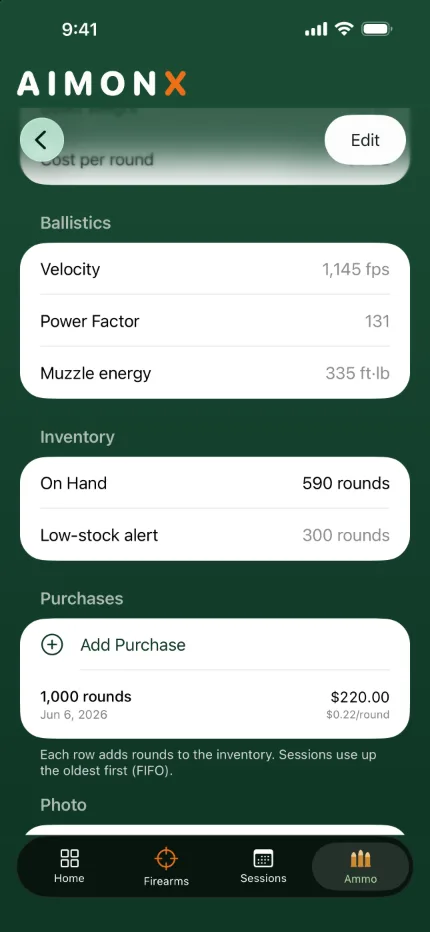 9:41
AIMONX
Edit
Cost per round
Ballistics
Velocity 1,145 fps
Power Factor 131
Muzzle energy 335 ft·lb
Inventory
On Hand 590 rounds
Low-stock alert 300 rounds
Purchases
Add Purchase
1,000 rounds $220.00
Jun 6, 2026 $0.22/round
Each row adds rounds to the inventory. Sessions use up
the oldest first (FIFO).
Photo
Home Firearms Sessions Ammo